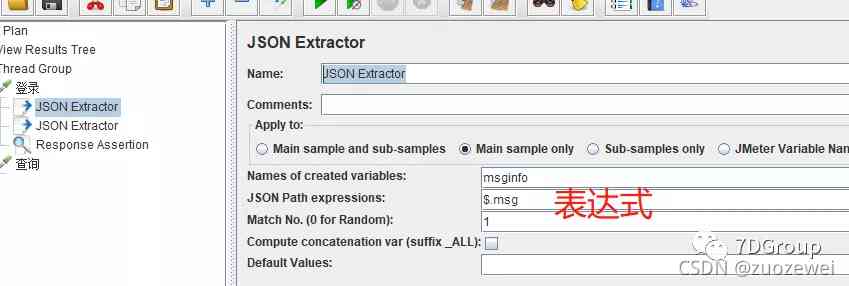 Plan
View Results Tree
Thread Group
登录
JSON Extractor
JSON Extractor
Response Assertion
查询
JSON Extractor
Name: JSON Extractor
Comments:
Apply to:
Main sample and sub-samples Main sample only Sub-samples only JMeter Variable Nam
Names of created variables: msginfo
JSON Path expressions: $.msg 表达式
Match No. (0 for Random): 1
Compute concatenation var (suffix _ALL):
Default Values:
7DGroup
CSDN @zuozewei